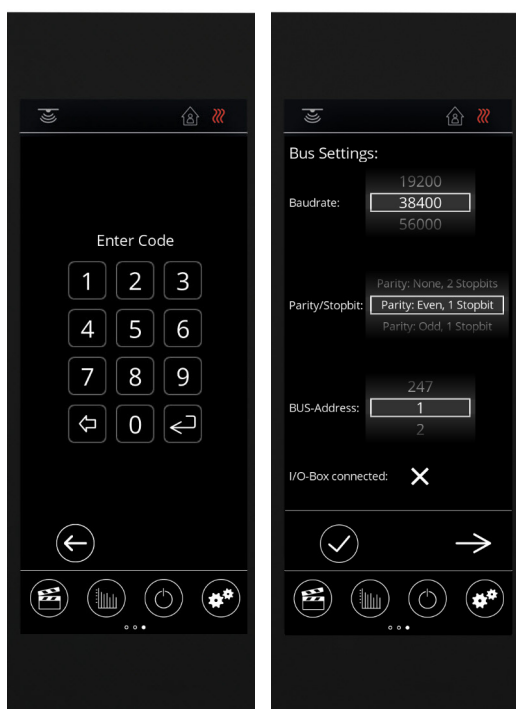 Enter Code
1 2 3
4 5 6
7 8 9
0
Bus Settings:
19200
Baudrate: 38400
56000
Parity: None, 2 Stopbits
Parity/Stopbit: Parity: Even, 1 Stopbit
Parity: Odd, 1 Stopbit
247
BUS-Address: 1
2
I/O-Box connected: